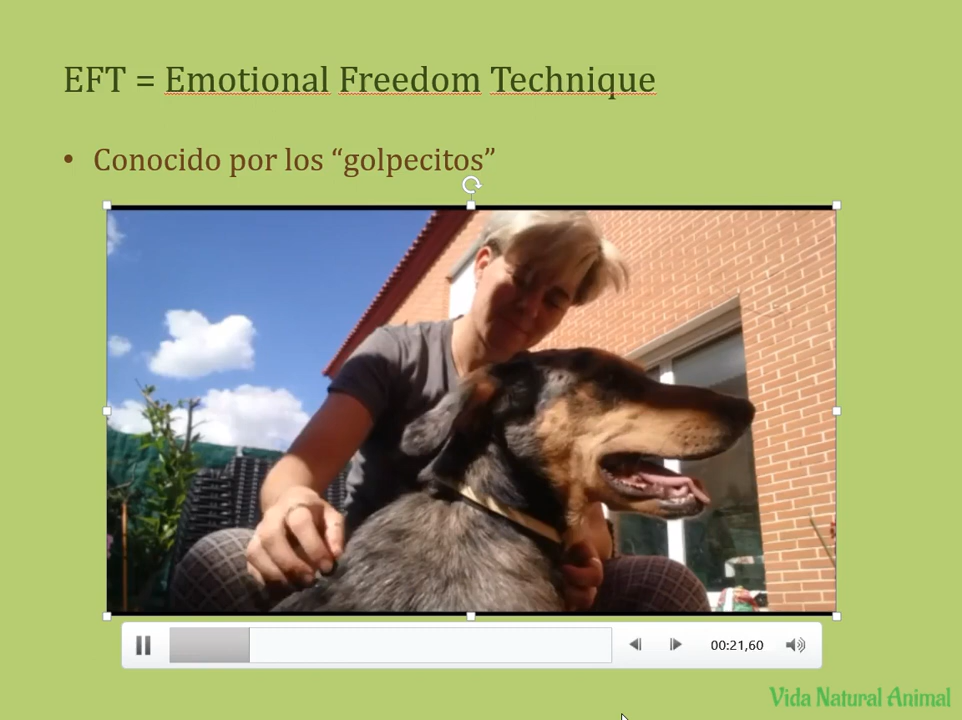 EFT = Emotional Freedom Technique
• Conocido por los “golpecitos”
00:21,60
Vida Natural Animal